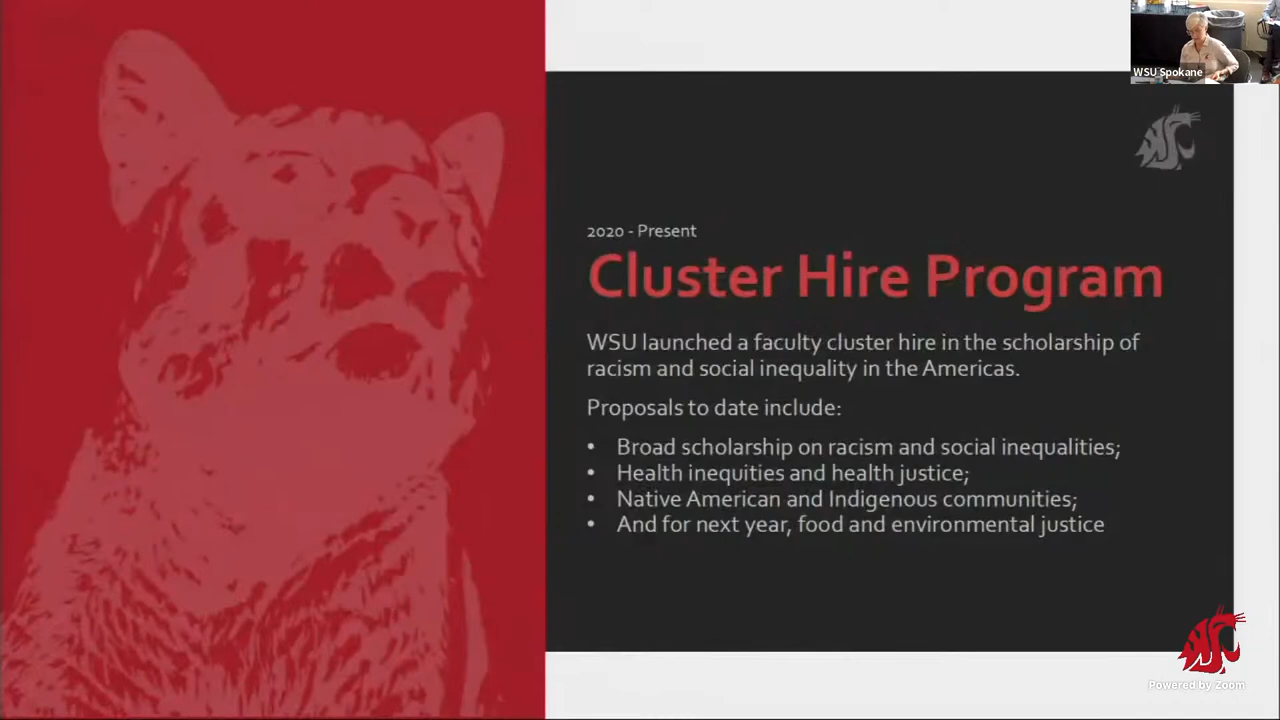 WSU Spokane
2020 - Present
Cluster Hire Program
WSU launched a faculty cluster hire in the scholarship of
racism and social inequality in the Americas.
Proposals to date include:
• Broad scholarship on racism and social inequalities;
• Health inequities and health justice;
• Native American and Indigenous communities;
• And for next year, food and environmental justice
Powered by Zoom